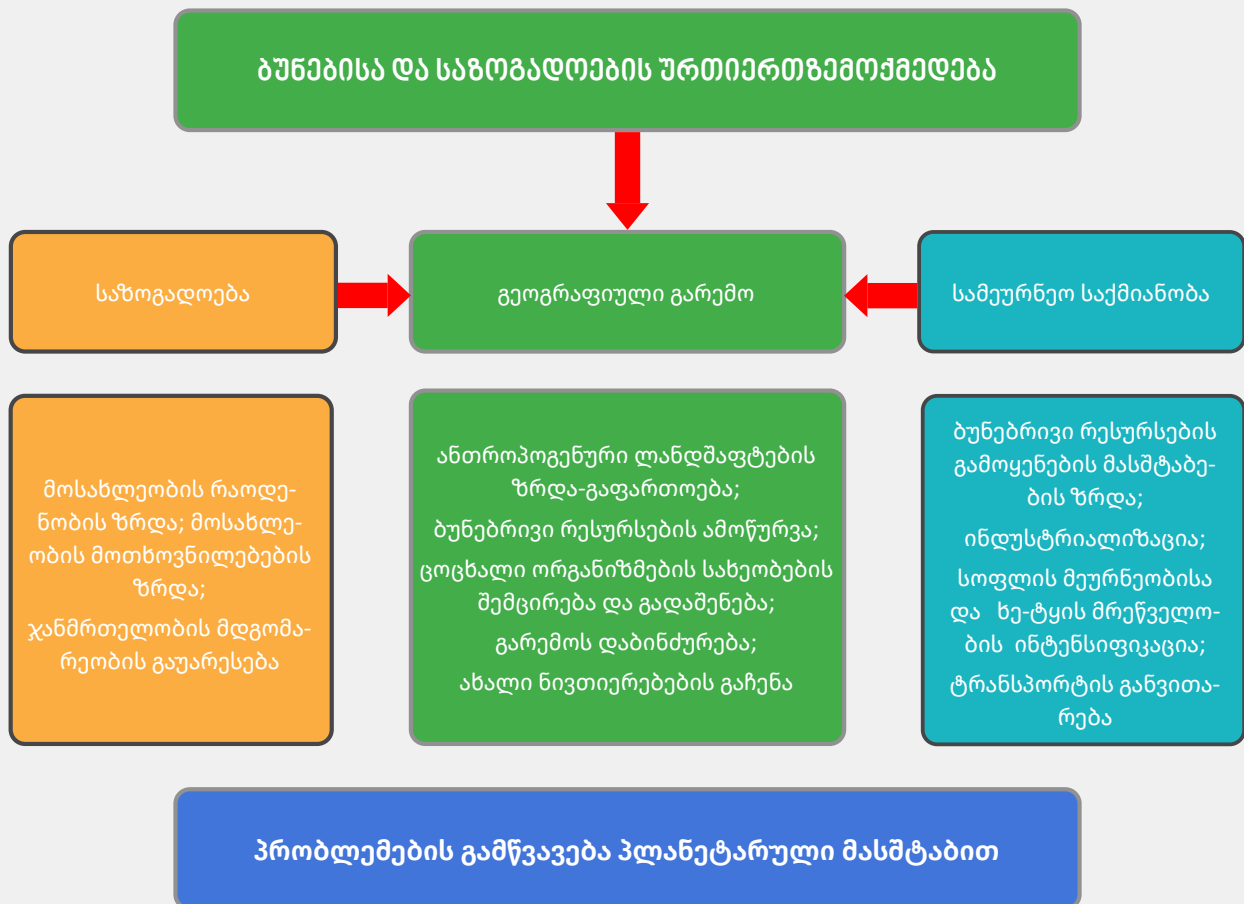 ბუნებისა და საზოგადოების ურთიერთზემოქმედება
საზოგადოება
გეოგრაფიული გარემო
სამეურნეო საქმიანობა
მოსახლეობის რაოდე-
ნობის ზრდა; მოსახლე-
ობის მოთხოვნილებების
ზრდა;
ჯანმრთელობის მდგომა-
რეობის გაუარესება
ანთროპოგენური ლანდშაფტების
ზრდა-გაფართოება;
ბუნებრივი რესურსების ამოწურვა;
ცოცხალი ორგანიზმების სახეობების
შემცირება და გადაშენება;
გარემოს დაბინძურება;
ახალი ნივთიერებების გაჩენა
ბუნებრივი რესურსების
გამოყენების მასშტაბე-
ბის ზრდა;
ინდუსტრიალიზაცია;
სოფლის მეურნეობისა
და ხე-ტყის მრეწველო-
ბის ინტენსიფიკაცია;
ტრანსპორტის განვითა-
რება
პრობლემების გამწვავება პლანეტარული მასშტაბით